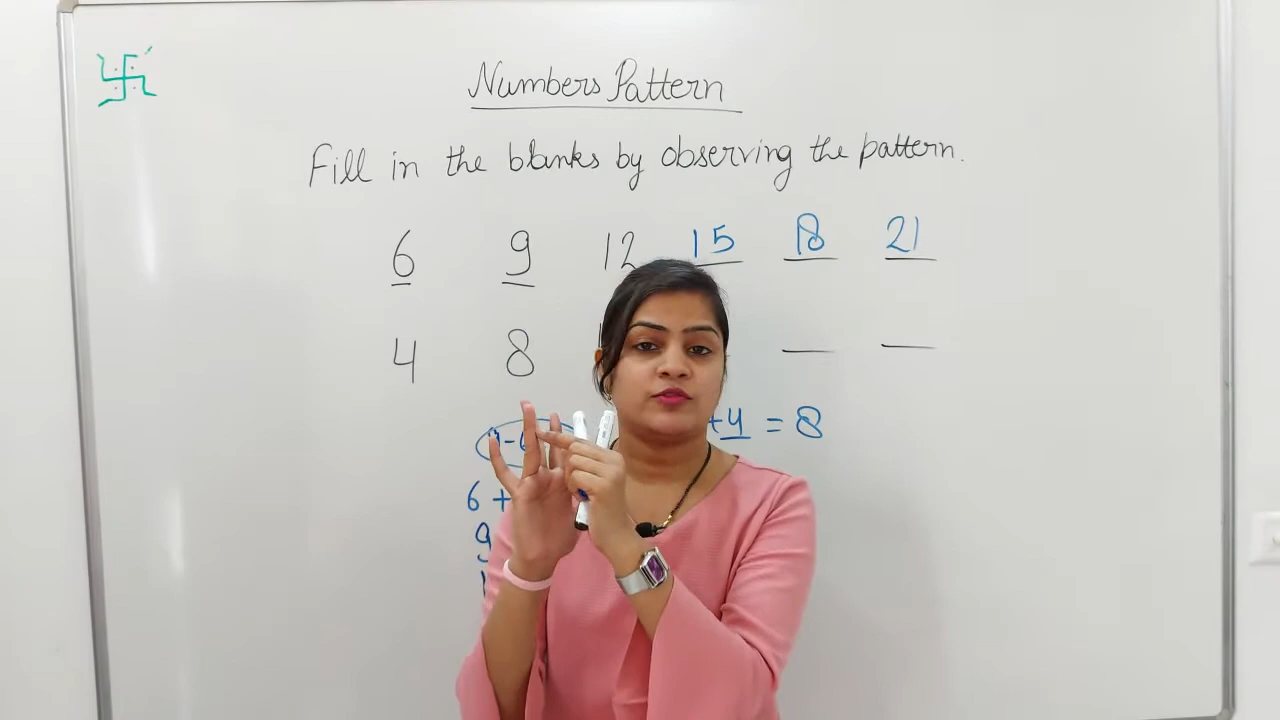 Numbers Pattern
Fill in the blanks by observing the pattern.
6 9 12 15 18 21
4 8
+4 = 8
6 +
9